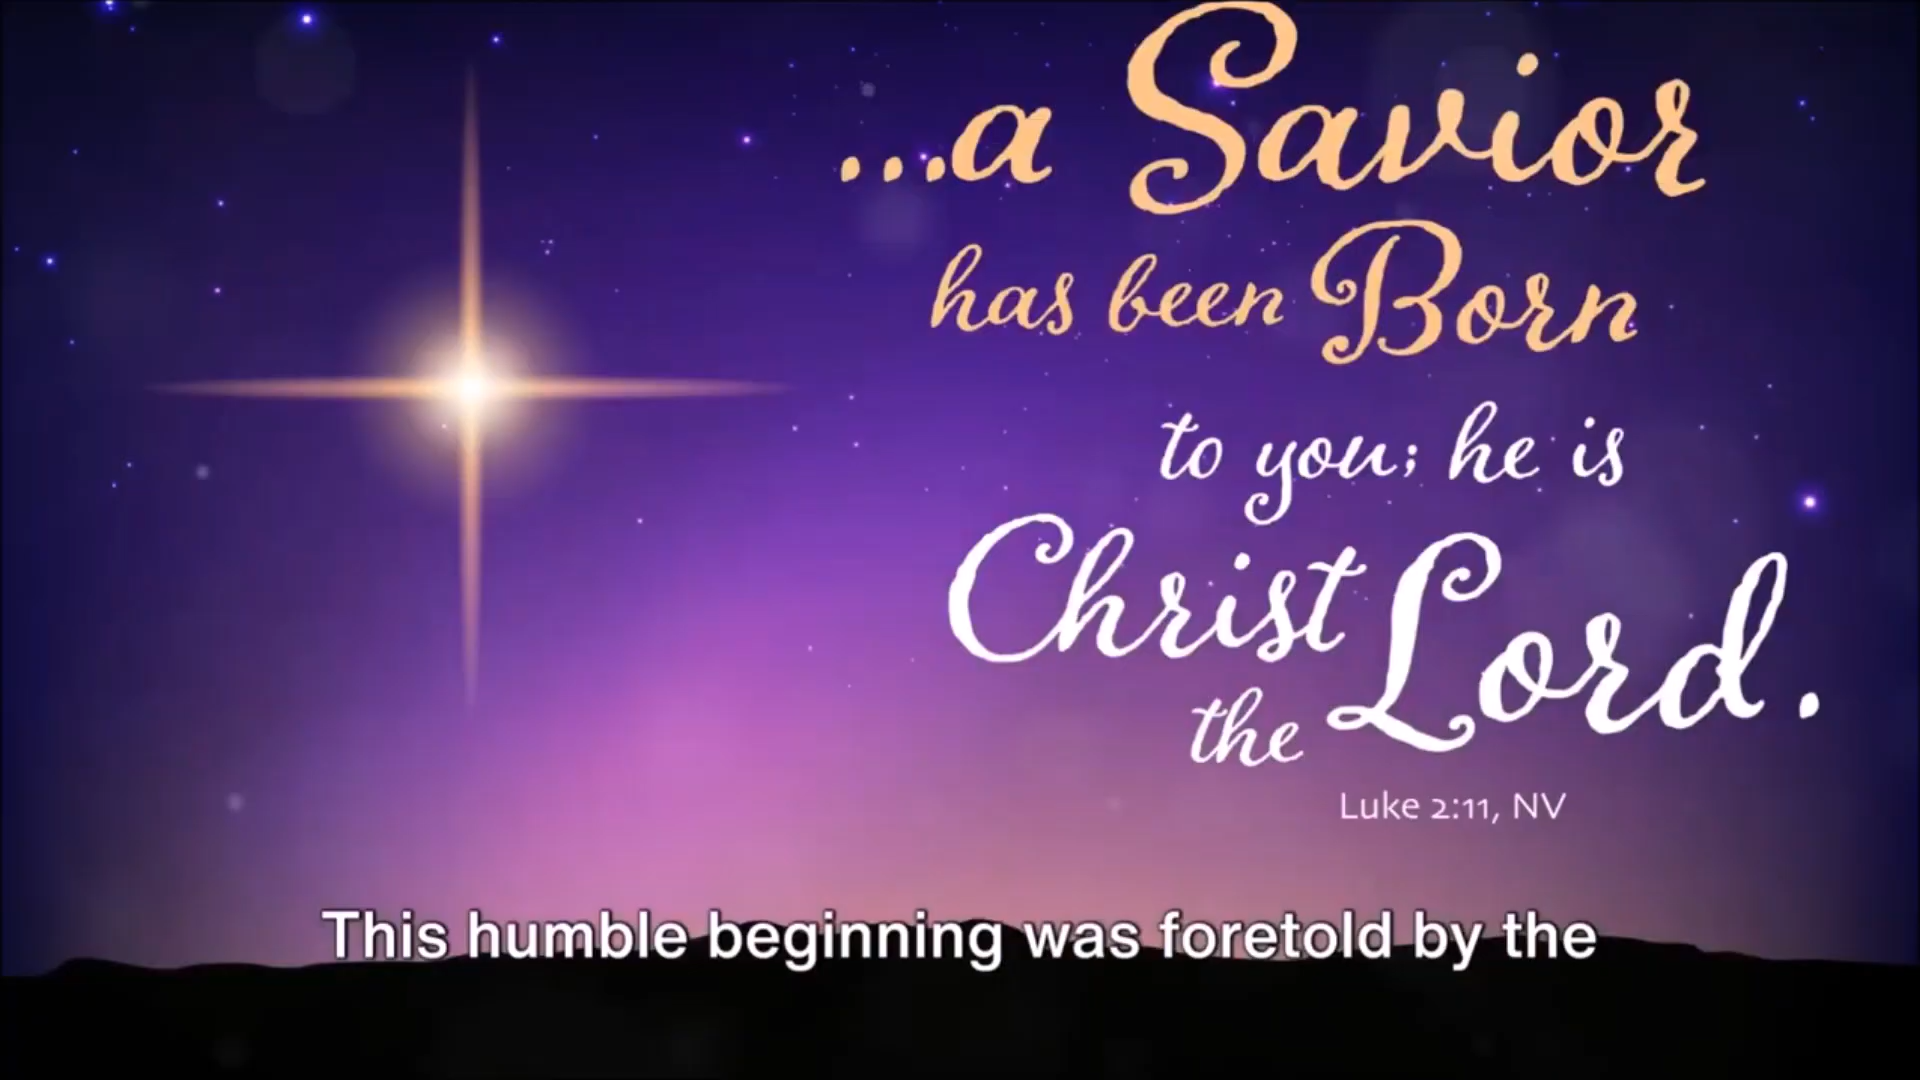 ...a Savior
has been Born
to you; he is
Christ
the Lord.
Luke 2:11, NV
This humble beginning was foretold by the